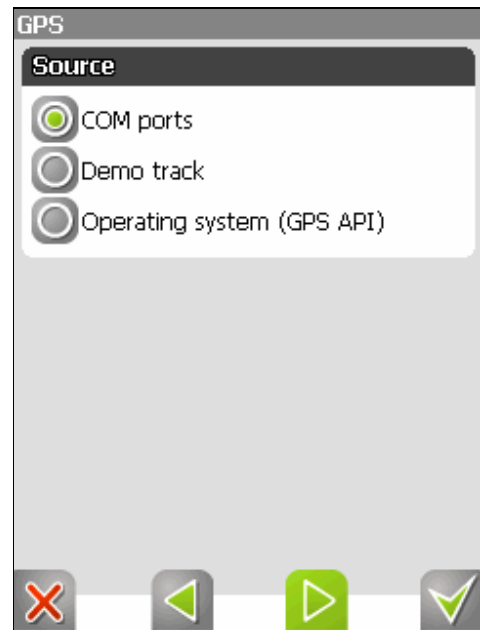 GPS
Source
COM ports
Demo track
Operating system (GPS API)